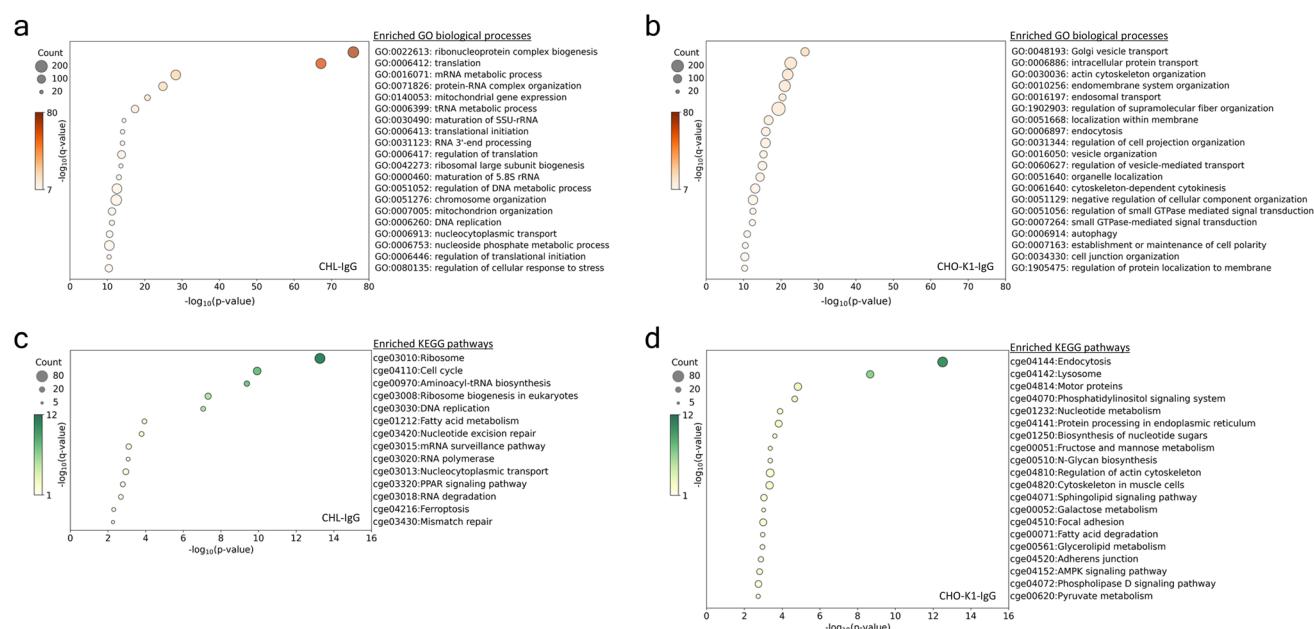 a
Enriched GO biological processes
Count
200
100
20
80
-log10(q-value)
7
GO:0022613: ribonucleoprotein complex biogenesis
GO:0006412: translation
GO:0016071: mRNA metabolic process
GO:0071826: protein-RNA complex organization
GO:0140053: mitochondrial gene expression
GO:0006399: tRNA metabolic process
GO:0030490: maturation of SSU-rRNA
GO:0006413: translational initiation
GO:0031123: RNA 3'-end processing
GO:0006417: regulation of translation
GO:0042273: ribosomal large subunit biogenesis
GO:0000460: maturation of 5.8S rRNA
GO:0051052: regulation of DNA metabolic process
GO:0051276: chromosome organization
GO:0007005: mitochondrion organization
GO:0006260: DNA replication
GO:0006913: nucleocytoplasmic transport
GO:0006753: nucleoside phosphate metabolic process
GO:0006446: regulation of translational initiation
GO:0080135: regulation of cellular response to stress
CHL-IgG
0 10 20 30 40 50 60 70 80
-log10(p-value)
b
Enriched GO biological processes
Count
200
100
20
80
-log10(q-value)
7
GO:0048193: Golgi vesicle transport
GO:0006886: intracellular protein transport
GO:0030036: actin cytoskeleton organization
GO:0010256: endomembrane system organization
GO:0016197: endosomal transport
GO:1902903: regulation of supramolecular fiber organization
GO:0051668: localization within membrane
GO:0006897: endocytosis
GO:0031344: regulation of cell projection organization
GO:0016050: vesicle organization
GO:0060627: regulation of vesicle-mediated transport
GO:0051640: organelle localization
GO:0061640: cytoskeleton-dependent cytokinesis
GO:0051129: negative regulation of cellular component organization
GO:0051056: regulation of small GTPase mediated signal transduction
GO:0007264: small GTPase-mediated signal transduction
GO:0006914: autophagy
GO:0007163: establishment or maintenance of cell polarity
GO:0034330: cell junction organization
GO:1905475: regulation of protein localization to membrane
CHO-K1-IgG
0 10 20 30 40 50 60 70 80
-log10(p-value)
c
Enriched KEGG pathways
Count
80
20
5
12
-log10(q-value)
1
cge03010:Ribosome
cge04110:Cell cycle
cge00970:Aminoacyl-tRNA biosynthesis
cge03008:Ribosome biogenesis in eukaryotes
cge03030:DNA replication
cge01212:Fatty acid metabolism
cge03420:Nucleotide excision repair
cge03015:mRNA surveillance pathway
cge03020:RNA polymerase
cge03013:Nucleocytoplasmic transport
cge03320:PPAR signaling pathway
cge03018:RNA degradation
cge04216:Ferroptosis
cge03430:Mismatch repair
CHL-IgG
0 2 4 6 8 10 12 14 16
-log10(p-value)
d
Enriched KEGG pathways
Count
80
20
5
12
-log10(q-value)
1
cge04144:Endocytosis
cge04142:Lysosome
cge04814:Motor proteins
cge04070:Phosphatidylinositol signaling system
cge01232:Nucleotide metabolism
cge04141:Protein processing in endoplasmic reticulum
cge01250:Biosynthesis of nucleotide sugars
cge00051:Fructose and mannose metabolism
cge00510:N-Glycan biosynthesis
cge04810:Regulation of actin cytoskeleton
cge04820:Cytoskeleton in muscle cells
cge04071:Sphingolipid signaling pathway
cge00052:Galactose metabolism
cge04510:Focal adhesion
cge00071:Fatty acid degradation
cge00561:Glycerolipid metabolism
cge04520:Adherens junction
cge04152:AMPK signaling pathway
cge04072:Phospholipase D signaling pathway
cge00620:Pyruvate metabolism
CHO-K1-IgG
0 2 4 6 8 10 12 14 16
-log10(p-value)